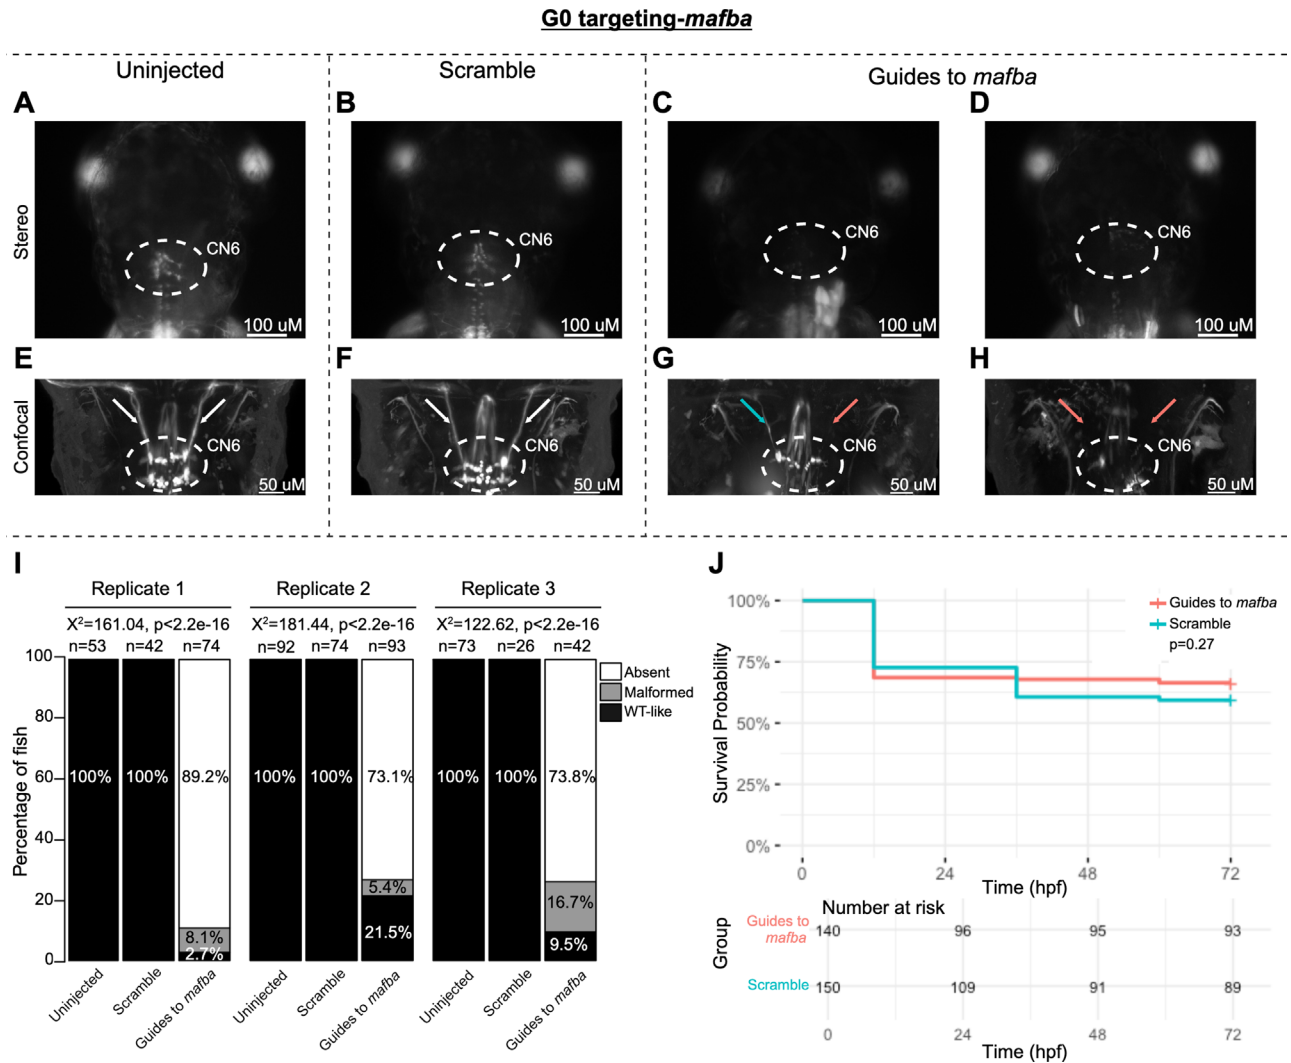 G0 targeting-mafba
Uninjected
Scramble
Guides to mafba
A
B
C
D
Stereo
CN6
CN6
CN6
CN6
100 uM
100 uM
100 uM
100 uM
E
F
G
H
Confocal
CN6
CN6
CN6
CN6
50 uM
50 uM
50 uM
50 uM
I
Replicate 1
Replicate 2
Replicate 3
X²=161.04, p<2.2e-16
X²=181.44, p<2.2e-16
X²=122.62, p<2.2e-16
n=53 n=42 n=74
n=92 n=74 n=93
n=73 n=26 n=42
Percentage of fish
100
80
60
40
20
0
100%
100%
89.2%
8.1%
2.7%
100%
100%
73.1%
5.4%
21.5%
100%
100%
73.8%
16.7%
9.5%
Absent
Malformed
WT-like
Uninjected
Scramble
Guides to mafba
Uninjected
Scramble
Guides to mafba
Uninjected
Scramble
Guides to mafba
J
Survival Probability
100%
75%
50%
25%
0%
Guides to mafba
Scramble
p=0.27
0 24 48 72
Time (hpf)
Number at risk
Group
Guides to
mafba
140 96 95 93
Scramble 150 109 91 89
0 24 48 72
Time (hpf)